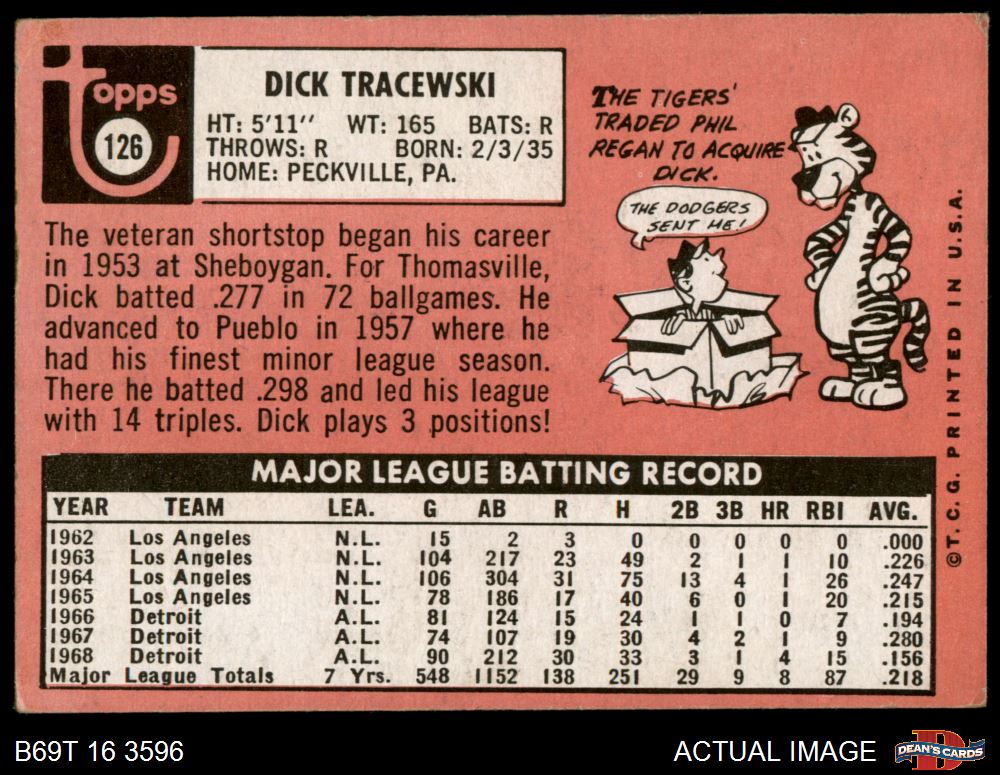 topps
126
DICK TRACEWSKI
HT: 5'11" WT: 165 BATS: R
THROWS: R BORN: 2/3/35
HOME: PECKVILLE, PA.
The veteran shortstop began his career
in 1953 at Sheboygan. For Thomasville,
Dick batted .277 in 72 ballgames. He
advanced to Pueblo in 1957 where he
had his finest minor league season.
There he batted .298 and led his league
with 14 triples. Dick plays 3 positions!
THE TIGERS'
TRADED PHIL
REGAN TO ACQUIRE
DICK.
THE DODGERS
SENT ME!
©T.C.G. PRINTED IN U.S.A.
MAJOR LEAGUE BATTING RECORD
YEAR TEAM LEA. G AB R H 2B 3B HR RBI AVG.
1962 Los Angeles N.L. 15 2 3 0 0 0 0 0 .000
1963 Los Angeles N.L. 104 217 23 49 2 1 1 10 .226
1964 Los Angeles N.L. 106 304 31 75 13 4 1 26 .247
1965 Los Angeles N.L. 78 186 17 40 6 0 1 20 .215
1966 Detroit A.L. 81 124 15 24 1 1 0 7 .194
1967 Detroit A.L. 74 107 19 30 4 2 1 9 .280
1968 Detroit A.L. 90 212 30 33 3 1 4 15 .156
Major League Totals 7 Yrs. 548 1152 138 251 29 9 8 87 .218
B69T 16 3596
ACTUAL IMAGE
DEAN'S CARDS